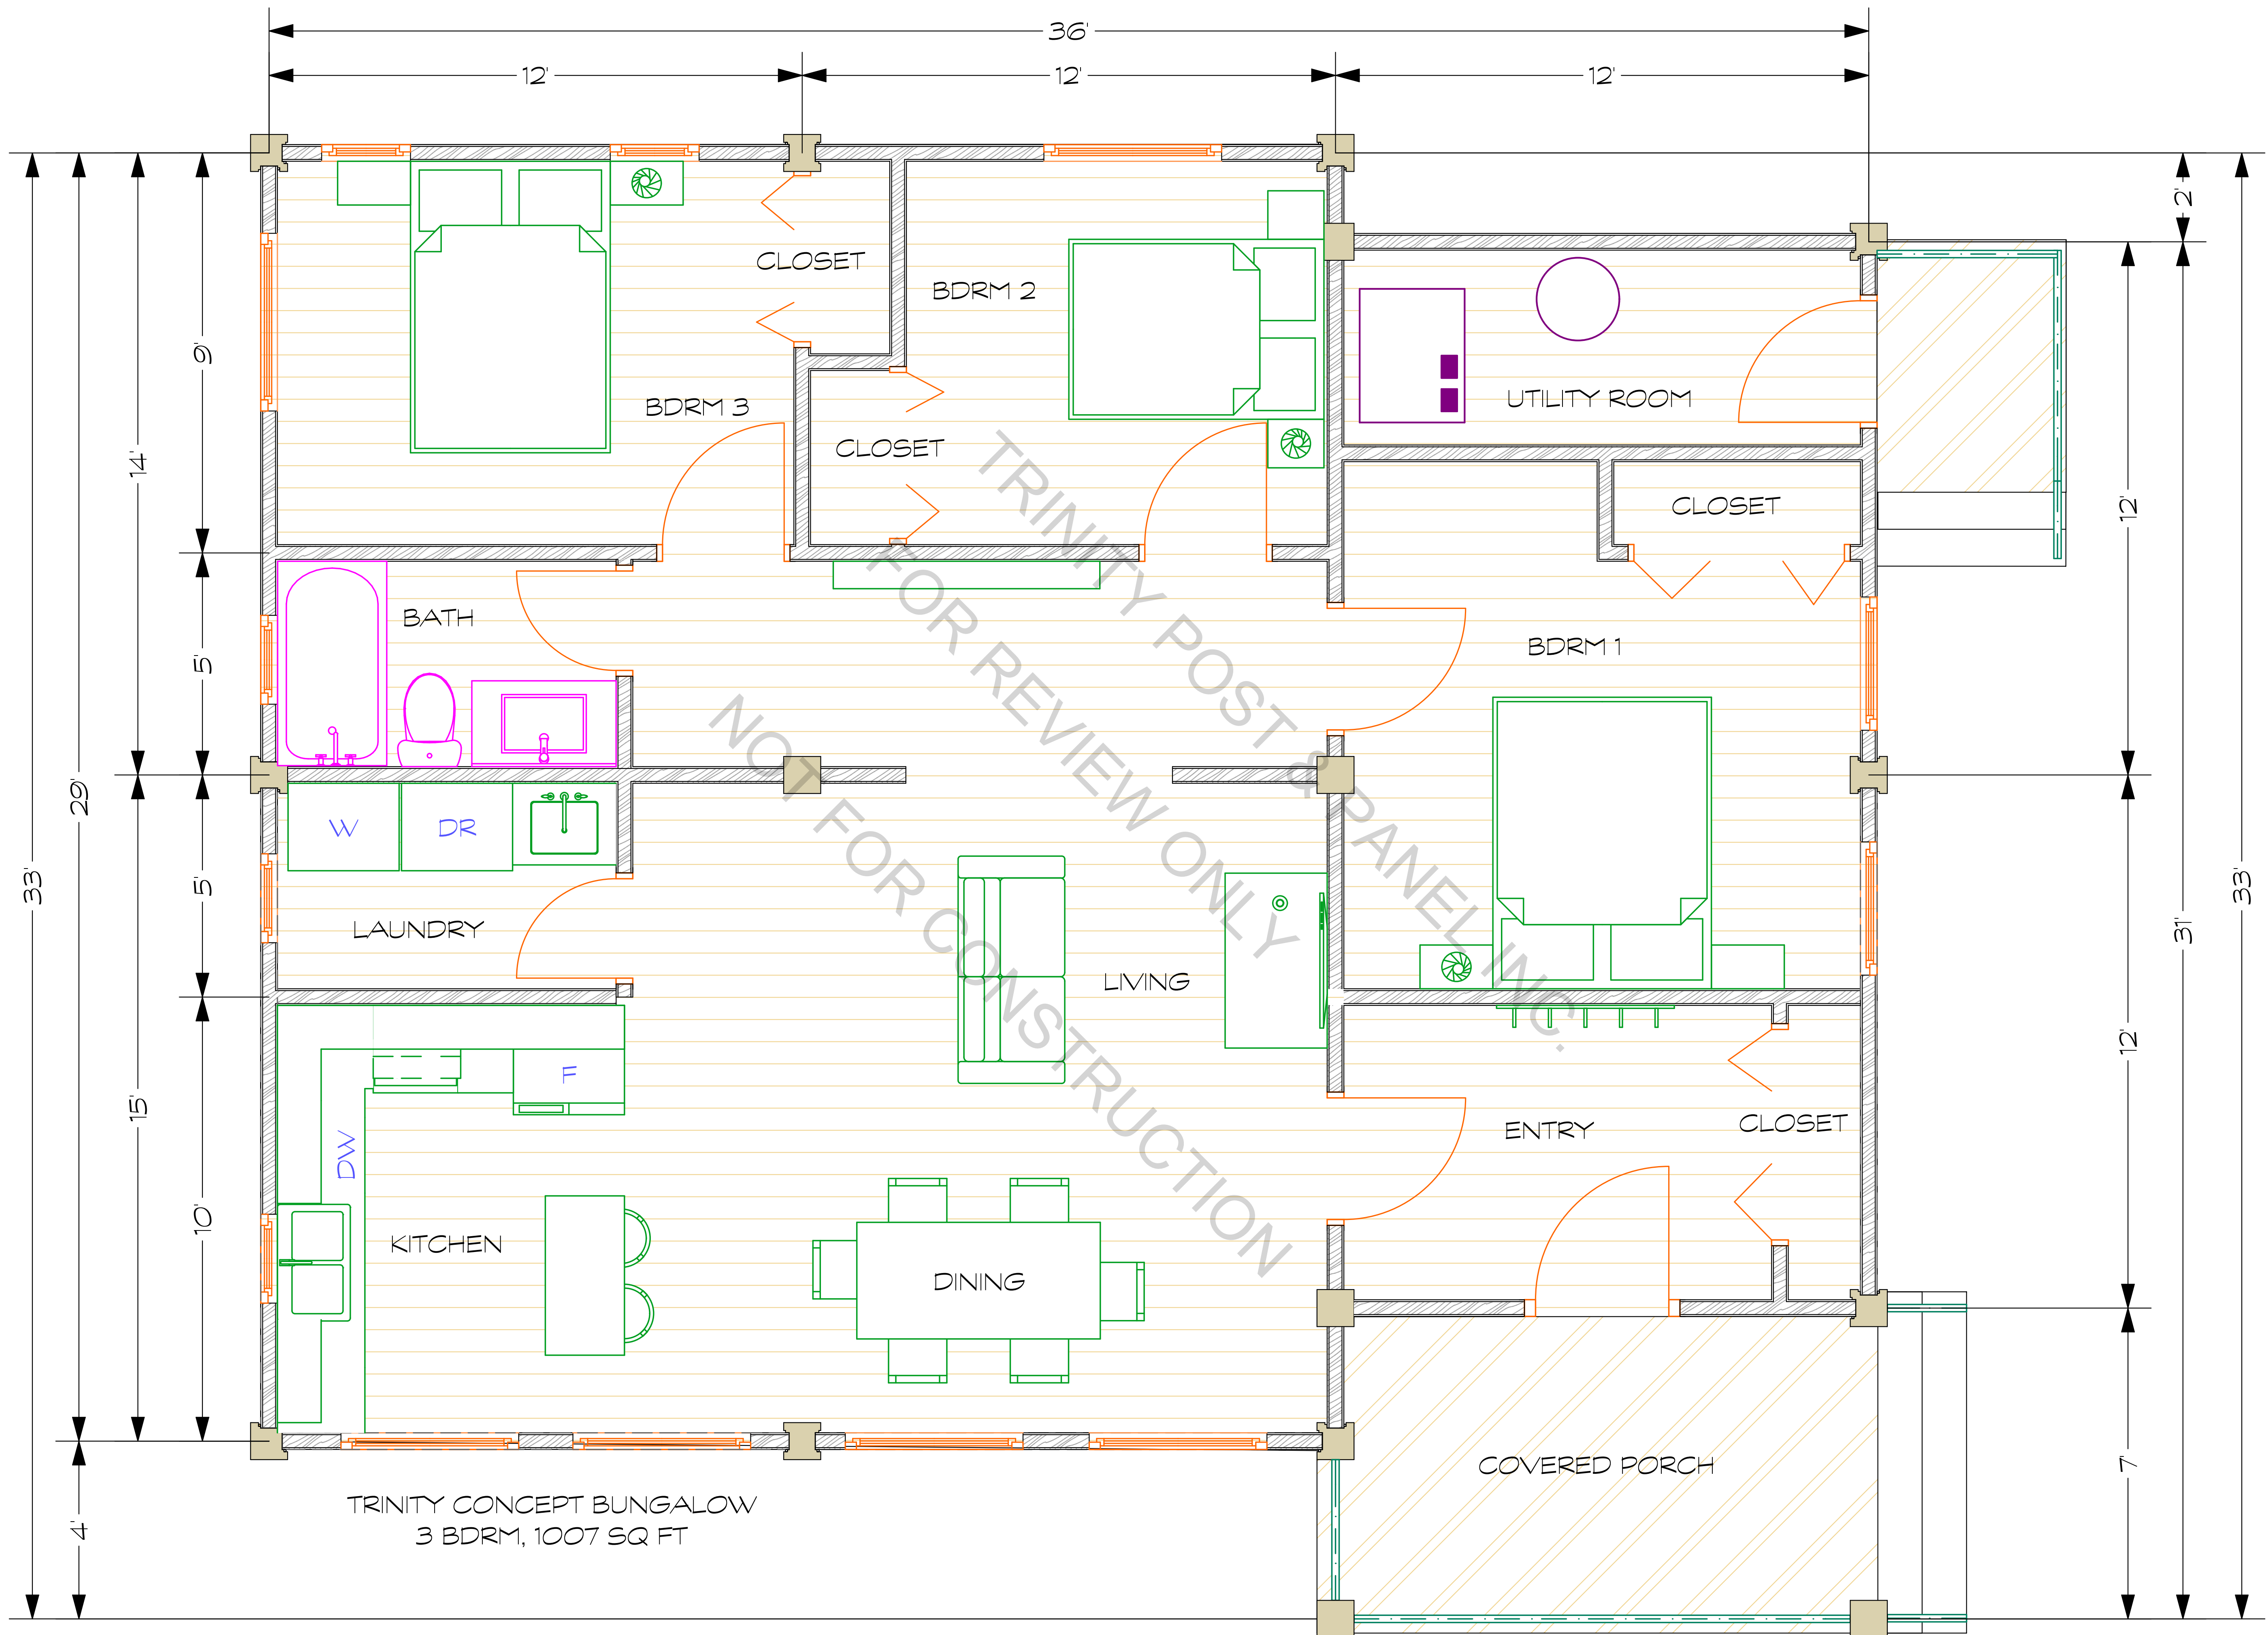 36'
12'
12'
12'
2'
9'
CLOSET
BDRM 2
BDRM 3
UTILITY ROOM
14'
CLOSET
CLOSET
12'
BATH
BDRM 1
5'
29'
33'
W
DR
5'
LAUNDRY
LIVING
33'
31'
12'
F
15'
DW
ENTRY
CLOSET
10'
KITCHEN
DINING
COVERED PORCH
7'
4'
TRINITY CONCEPT BUNGALOW
3 BDRM, 1007 SQ FT
TRINITY POST & PANEL INC.
FOR REVIEW ONLY
NOT FOR CONSTRUCTION